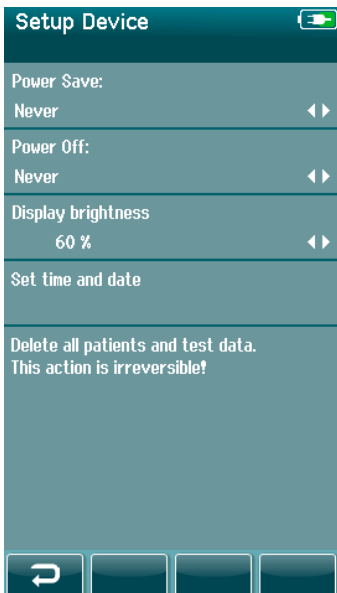 Setup Device
Power Save:
Never
Power Off:
Never
Display brightness
60 %
Set time and date
Delete all patients and test data.
This action is irreversible!